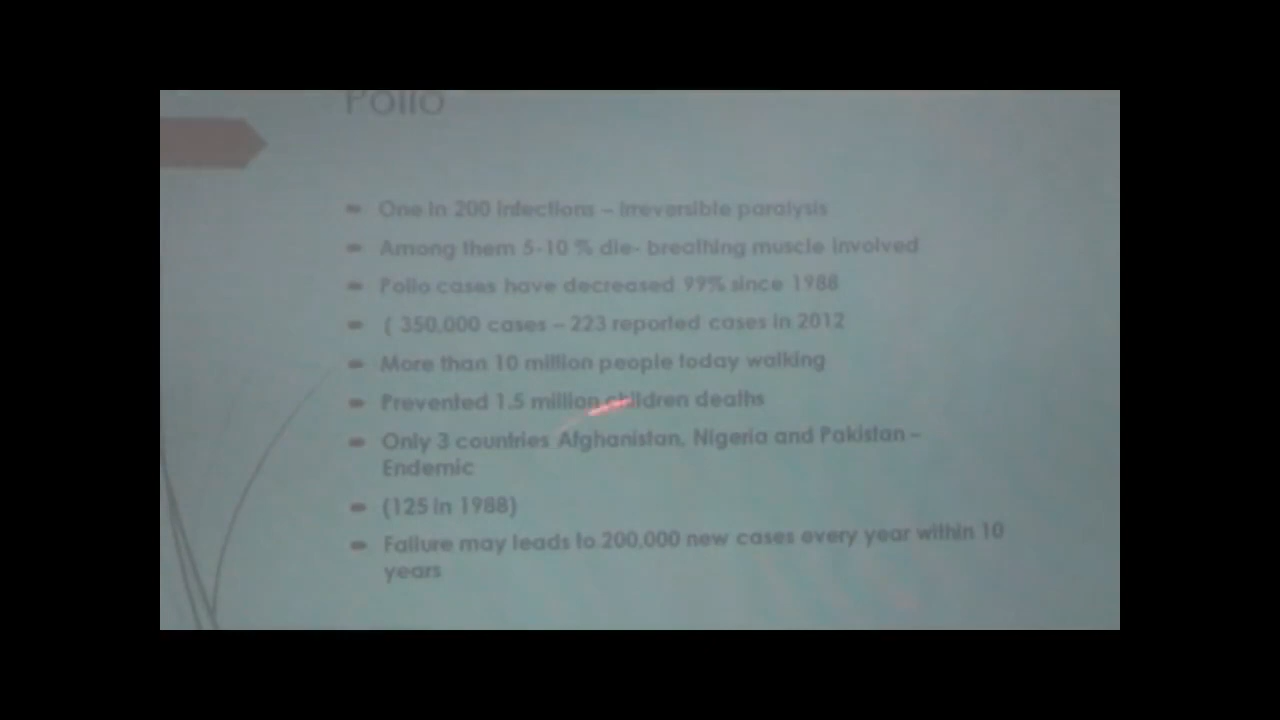 Polio
One in 200 infections – irreversible paralysis
Among them 5-10 % die- breathing muscle involved
Polio cases have decreased 99% since 1988
( 350,000 cases – 223 reported cases in 2012
More than 10 million people today walking
Prevented 1.5 million children deaths
Only 3 countries Afghanistan, Nigeria and Pakistan –
Endemic
(125 in 1988)
Failure may leads to 200,000 new cases every year within 10
years